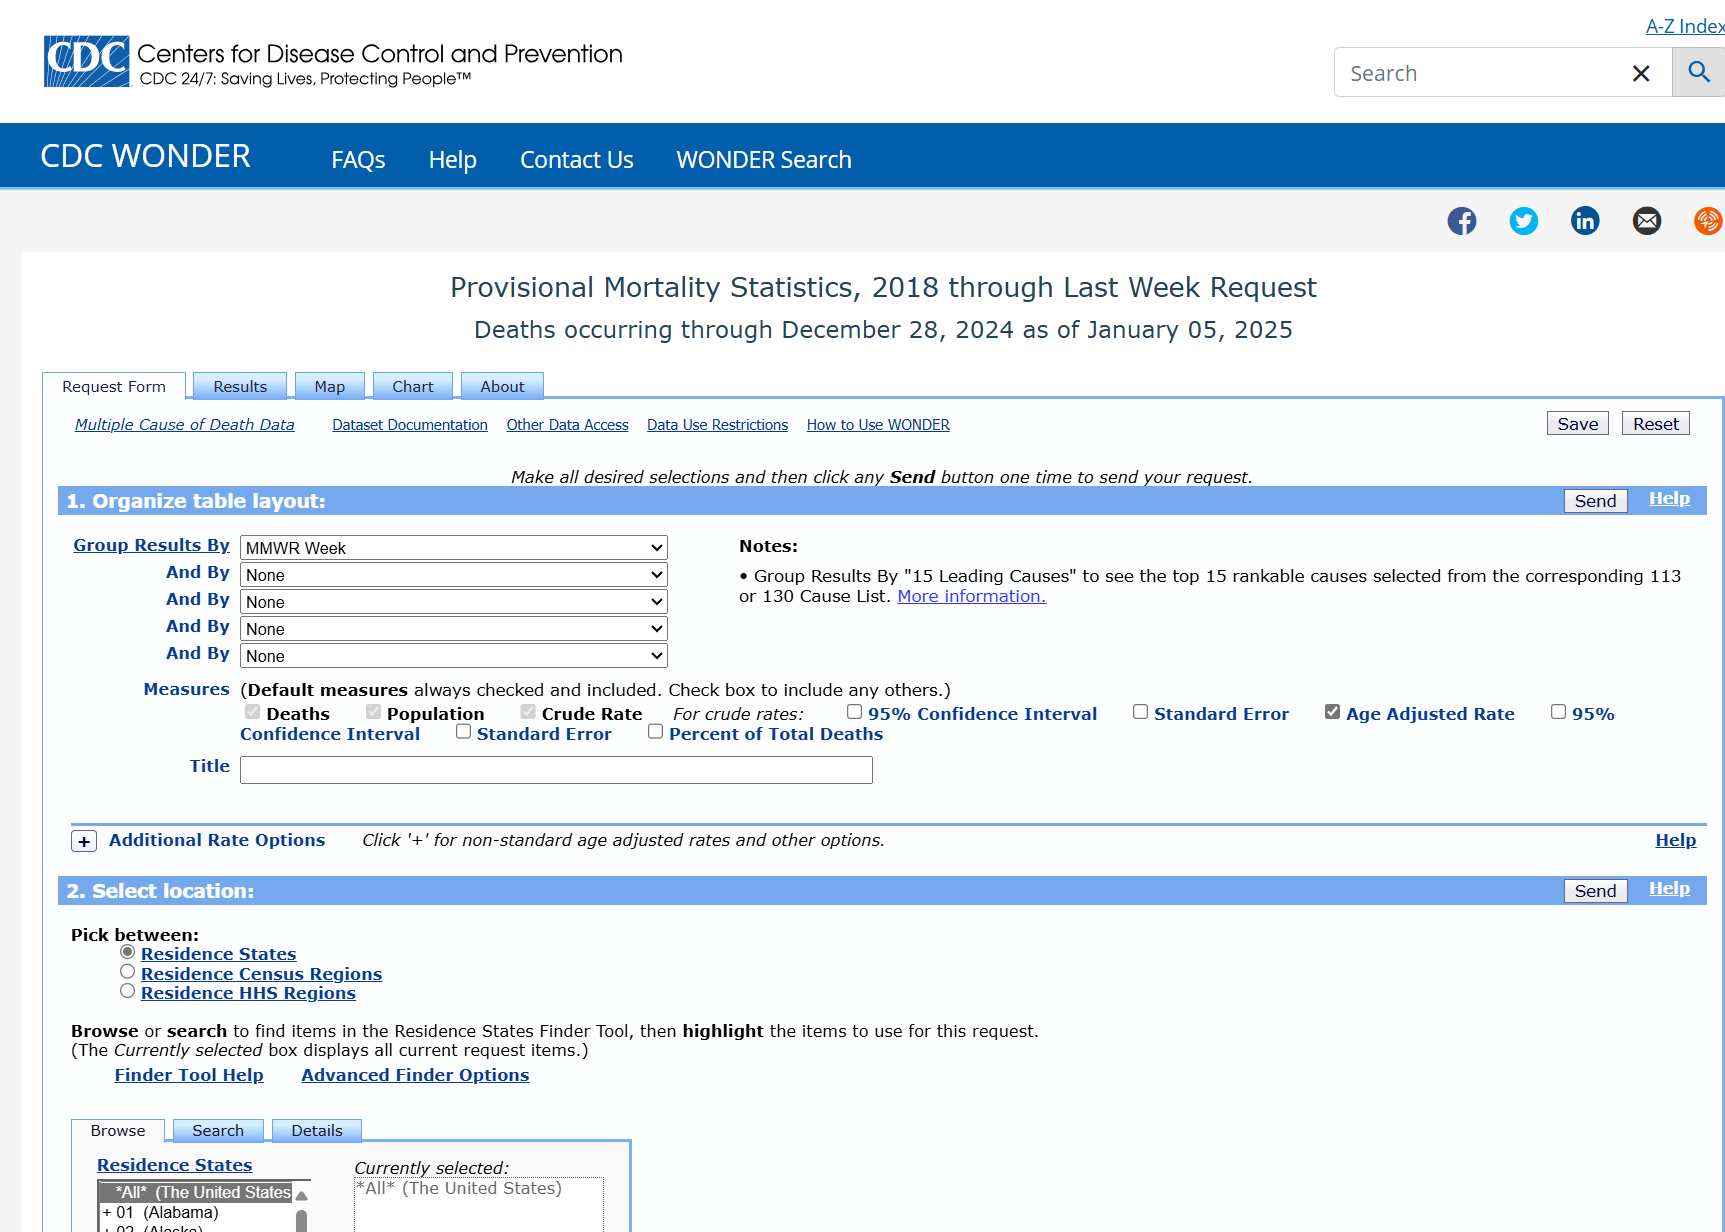 A-Z Index
CDC Centers for Disease Control and Prevention
CDC 24/7: Saving Lives, Protecting People™
Search
CDC WONDER FAQs Help Contact Us WONDER Search
Provisional Mortality Statistics, 2018 through Last Week Request
Deaths occurring through December 28, 2024 as of January 05, 2025
Request Form Results Map Chart About
Multiple Cause of Death Data Dataset Documentation Other Data Access Data Use Restrictions How to Use WONDER Save Reset
Make all desired selections and then click any Send button one time to send your request.
1. Organize table layout: Send Help
Group Results By MMWR Week
And By None
And By None
And By None
And By None
Notes:
• Group Results By "15 Leading Causes" to see the top 15 rankable causes selected from the corresponding 113
or 130 Cause List. More information.
Measures (Default measures always checked and included. Check box to include any others.)
Deaths Population Crude Rate For crude rates: 95% Confidence Interval Standard Error Age Adjusted Rate 95%
Confidence Interval Standard Error Percent of Total Deaths
Title
+ Additional Rate Options Click '+' for non-standard age adjusted rates and other options. Help
2. Select location: Send Help
Pick between:
Residence States
Residence Census Regions
Residence HHS Regions
Browse or search to find items in the Residence States Finder Tool, then highlight the items to use for this request.
(The Currently selected box displays all current request items.)
Finder Tool Help Advanced Finder Options
Browse Search Details
Residence States Currently selected:
*All* (The United States *All* (The United States)
+ 01 (Alabama)
+ 02 (Alaska)